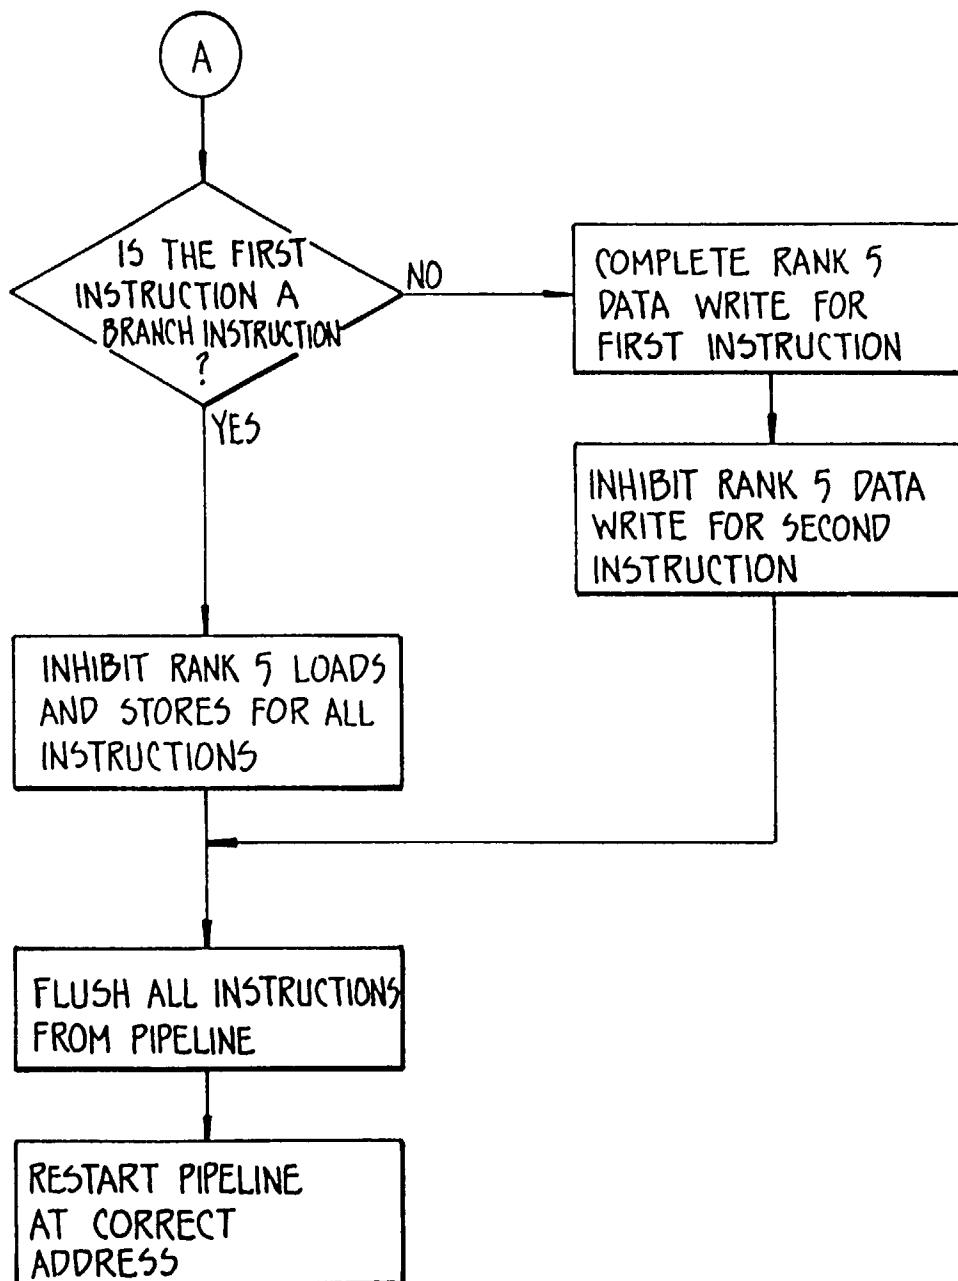 A
IS THE FIRST
INSTRUCTION A
BRANCH INSTRUCTION
?
NO
YES
COMPLETE RANK 5
DATA WRITE FOR
FIRST INSTRUCTION
INHIBIT RANK 5 DATA
WRITE FOR SECOND
INSTRUCTION
INHIBIT RANK 5 LOADS
AND STORES FOR ALL
INSTRUCTIONS
FLUSH ALL INSTRUCTIONS
FROM PIPELINE
RESTART PIPELINE
AT CORRECT
ADDRESS